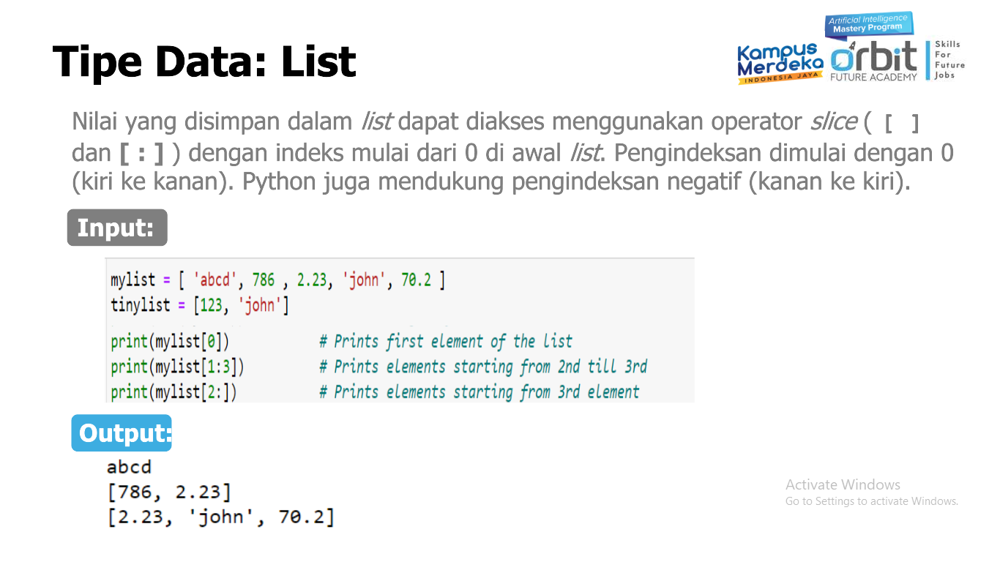 Tipe Data: List
Artificial Intelligence
Mastery Program
Kampus
Merdeka
INDONESIA JAYA
orbit
FUTURE ACADEMY
Skills
For
Future
Jobs
Nilai yang disimpan dalam list dapat diakses menggunakan operator slice ( [ ]
dan [ : ] ) dengan indeks mulai dari 0 di awal list. Pengindeksan dimulai dengan 0
(kiri ke kanan). Python juga mendukung pengindeksan negatif (kanan ke kiri).
Input:
mylist = [ 'abcd', 786 , 2.23, 'john', 70.2 ]
tinylist = [123, 'john']
print(mylist[0]) # Prints first element of the list
print(mylist[1:3]) # Prints elements starting from 2nd till 3rd
print(mylist[2:]) # Prints elements starting from 3rd element
Output:
abcd
[786, 2.23]
[2.23, 'john', 70.2]
Activate Windows
Go to Settings to activate Windows.